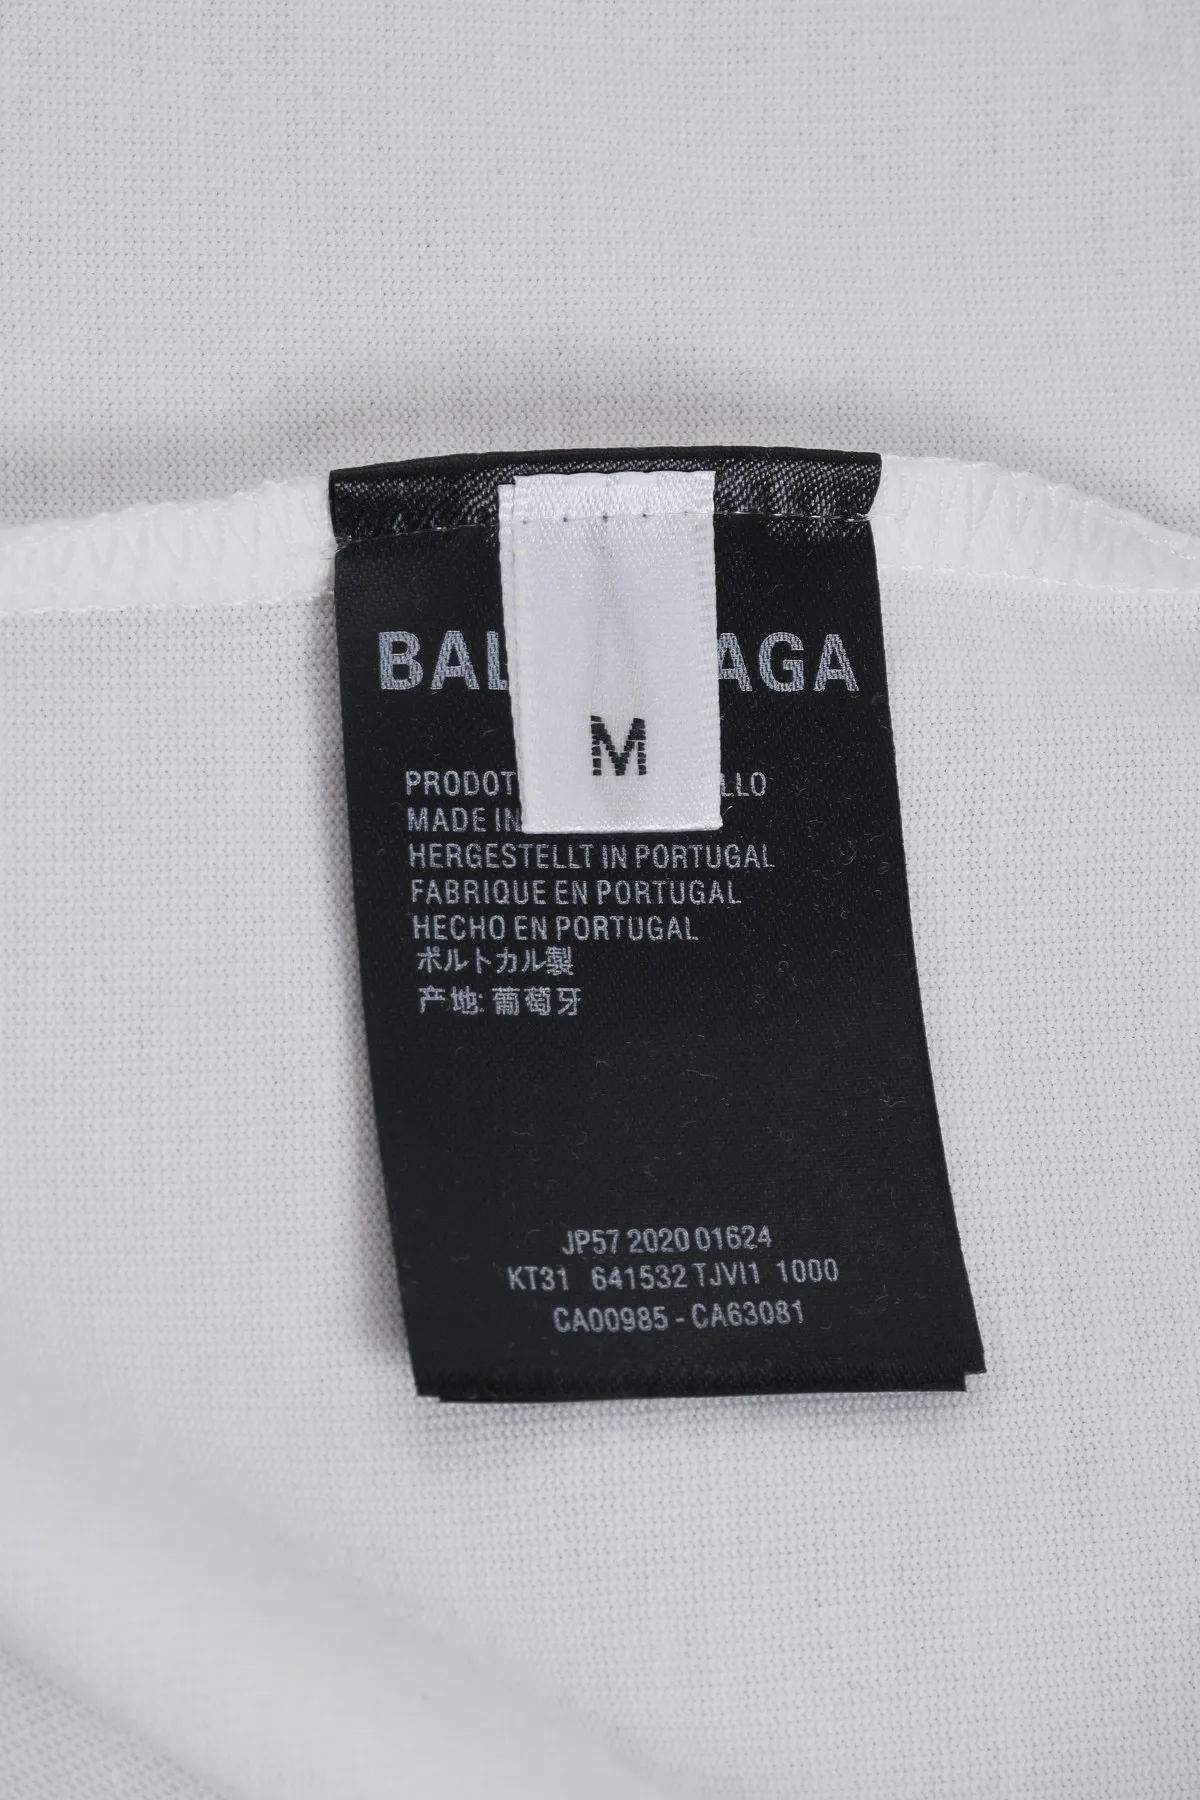 M
BAL AGA
PRODOT LLO
MADE IN
HERGESTELLT IN PORTUGAL
FABRIQUE EN PORTUGAL
HECHO EN PORTUGAL
ポルトカル製
产地: 葡萄牙
JP57 2020 01624
KT31 641532 TJVI1 1000
CA00985 - CA63081